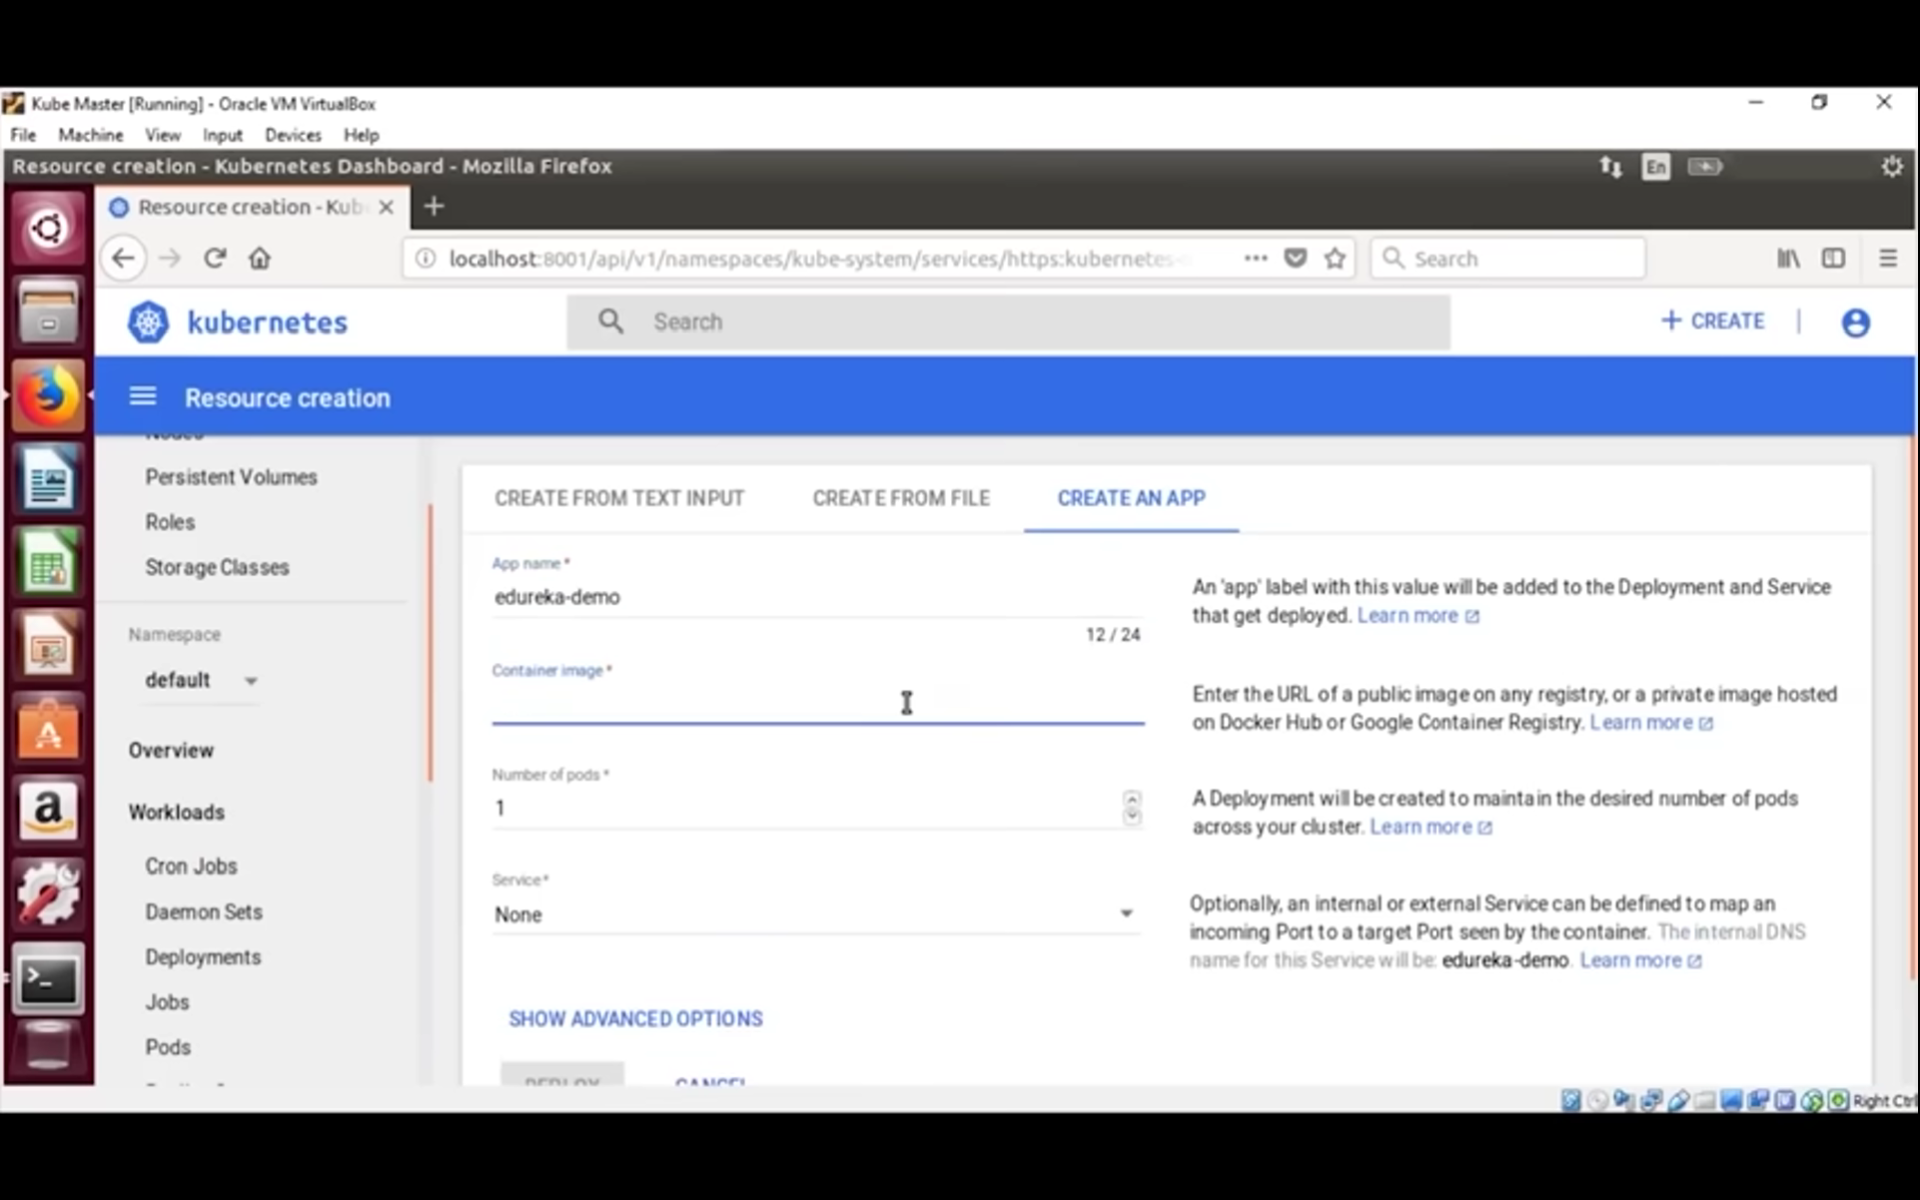 Kube Master [Running] - Oracle VM VirtualBox
File Machine View Input Devices Help
Resource creation - Kubernetes Dashboard - Mozilla Firefox
En
Resource creation - Kub
localhost:8001/api/v1/namespaces/kube-system/services/https:kubernetes-
Search
kubernetes
Search
+ CREATE
Resource creation
Nodes
Persistent Volumes
Roles
Storage Classes
Namespace
default
Overview
Workloads
Cron Jobs
Daemon Sets
Deployments
Jobs
Pods
CREATE FROM TEXT INPUT
CREATE FROM FILE
CREATE AN APP
App name *
edureka-demo
12 / 24
An 'app' label with this value will be added to the Deployment and Service
that get deployed. Learn more
Container image *
Enter the URL of a public image on any registry, or a private image hosted
on Docker Hub or Google Container Registry. Learn more
Number of pods *
1
A Deployment will be created to maintain the desired number of pods
across your cluster. Learn more
Service *
None
Optionally, an internal or external Service can be defined to map an
incoming Port to a target Port seen by the container. The internal DNS
name for this Service will be: edureka-demo. Learn more
SHOW ADVANCED OPTIONS
DEPLOY
CANCEL
Right Ctrl